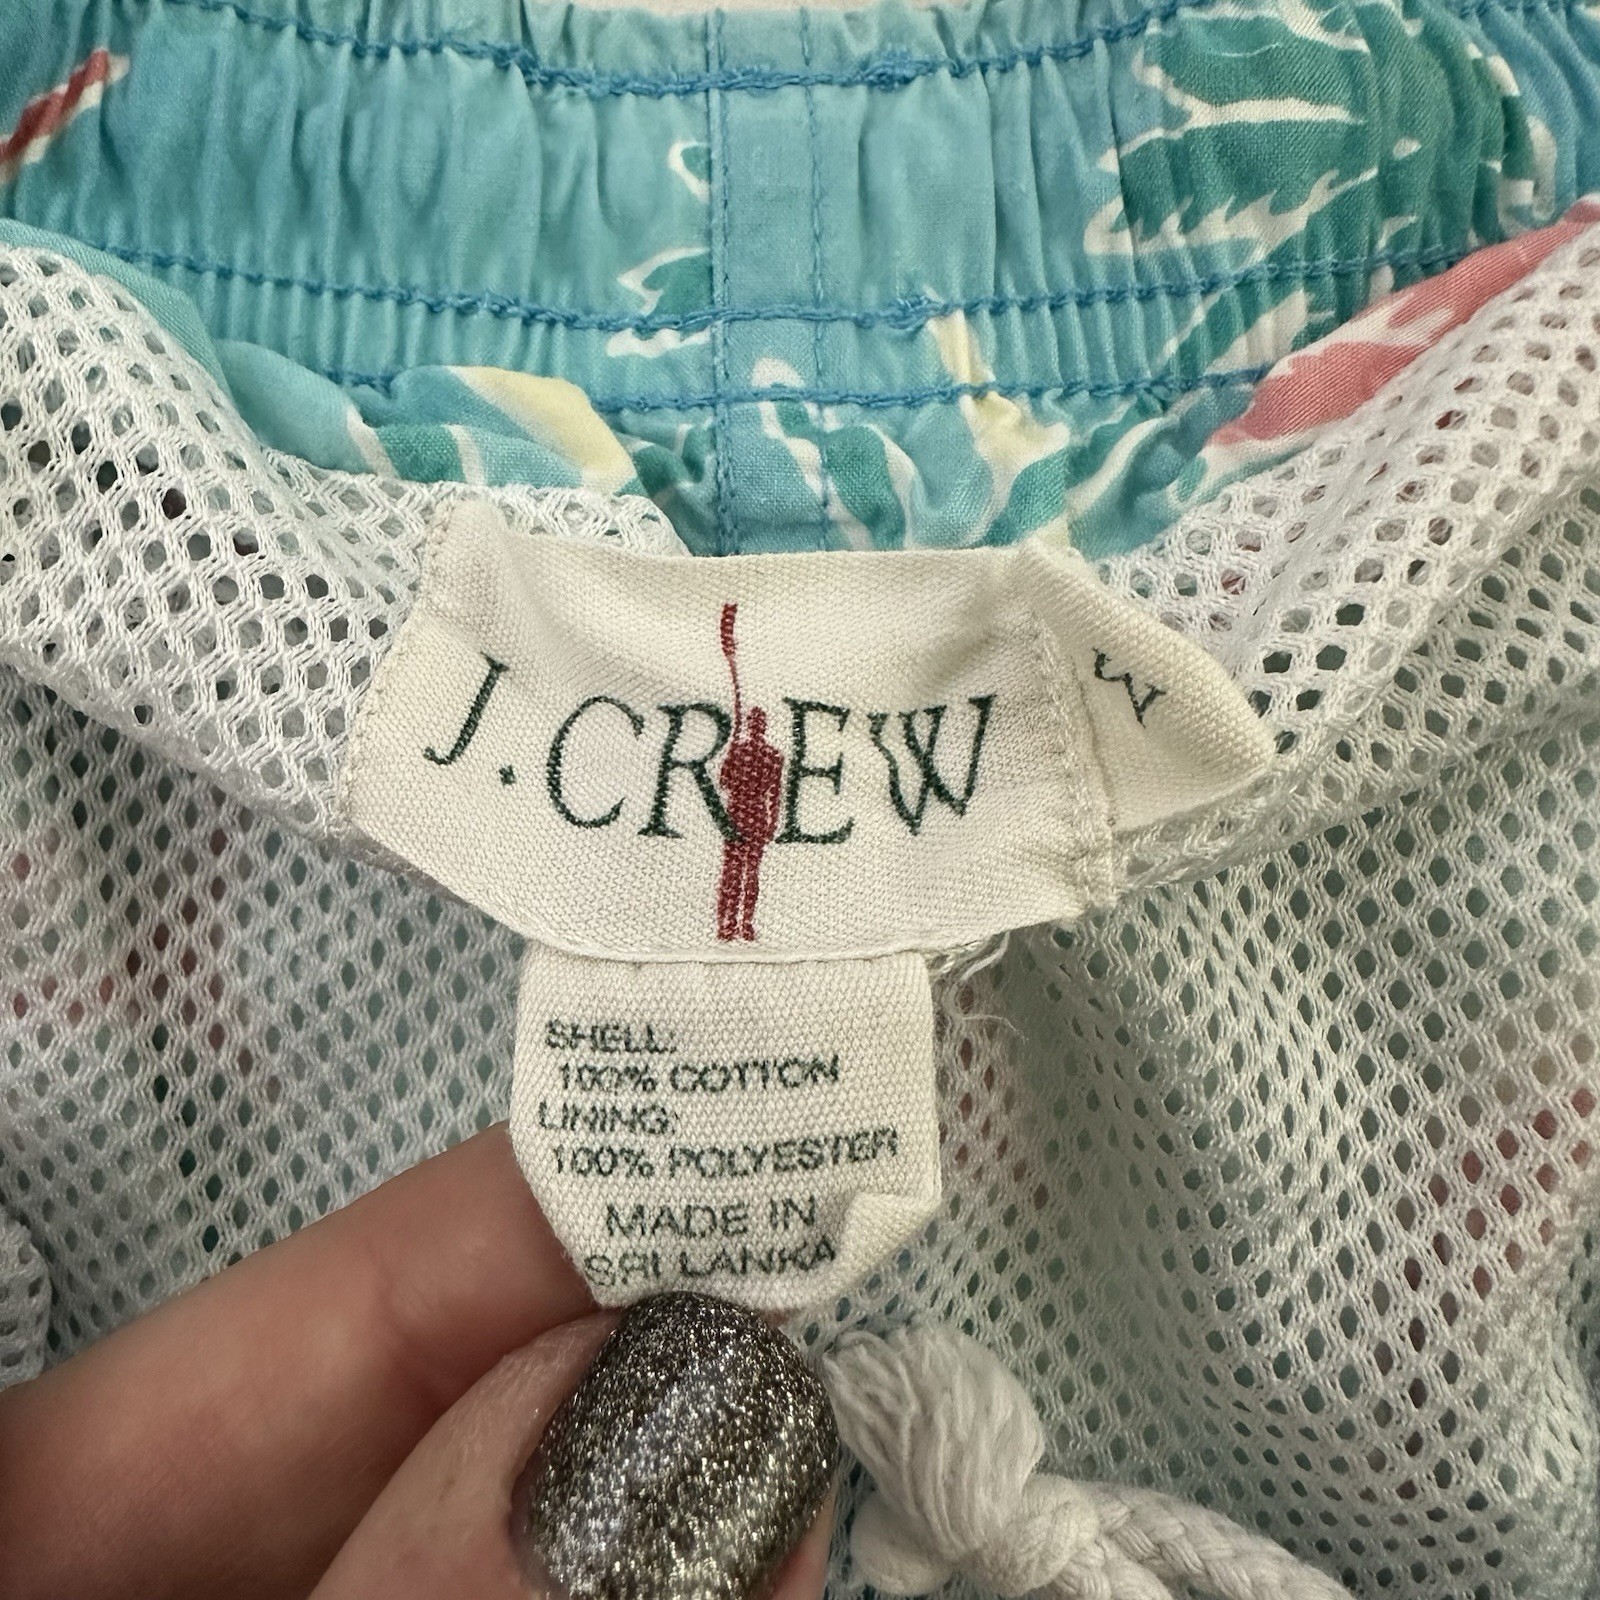 J.CREW
M
SHELL:
100% COTTON
LINING:
100% POLYESTER
MADE IN
SRI LANKA